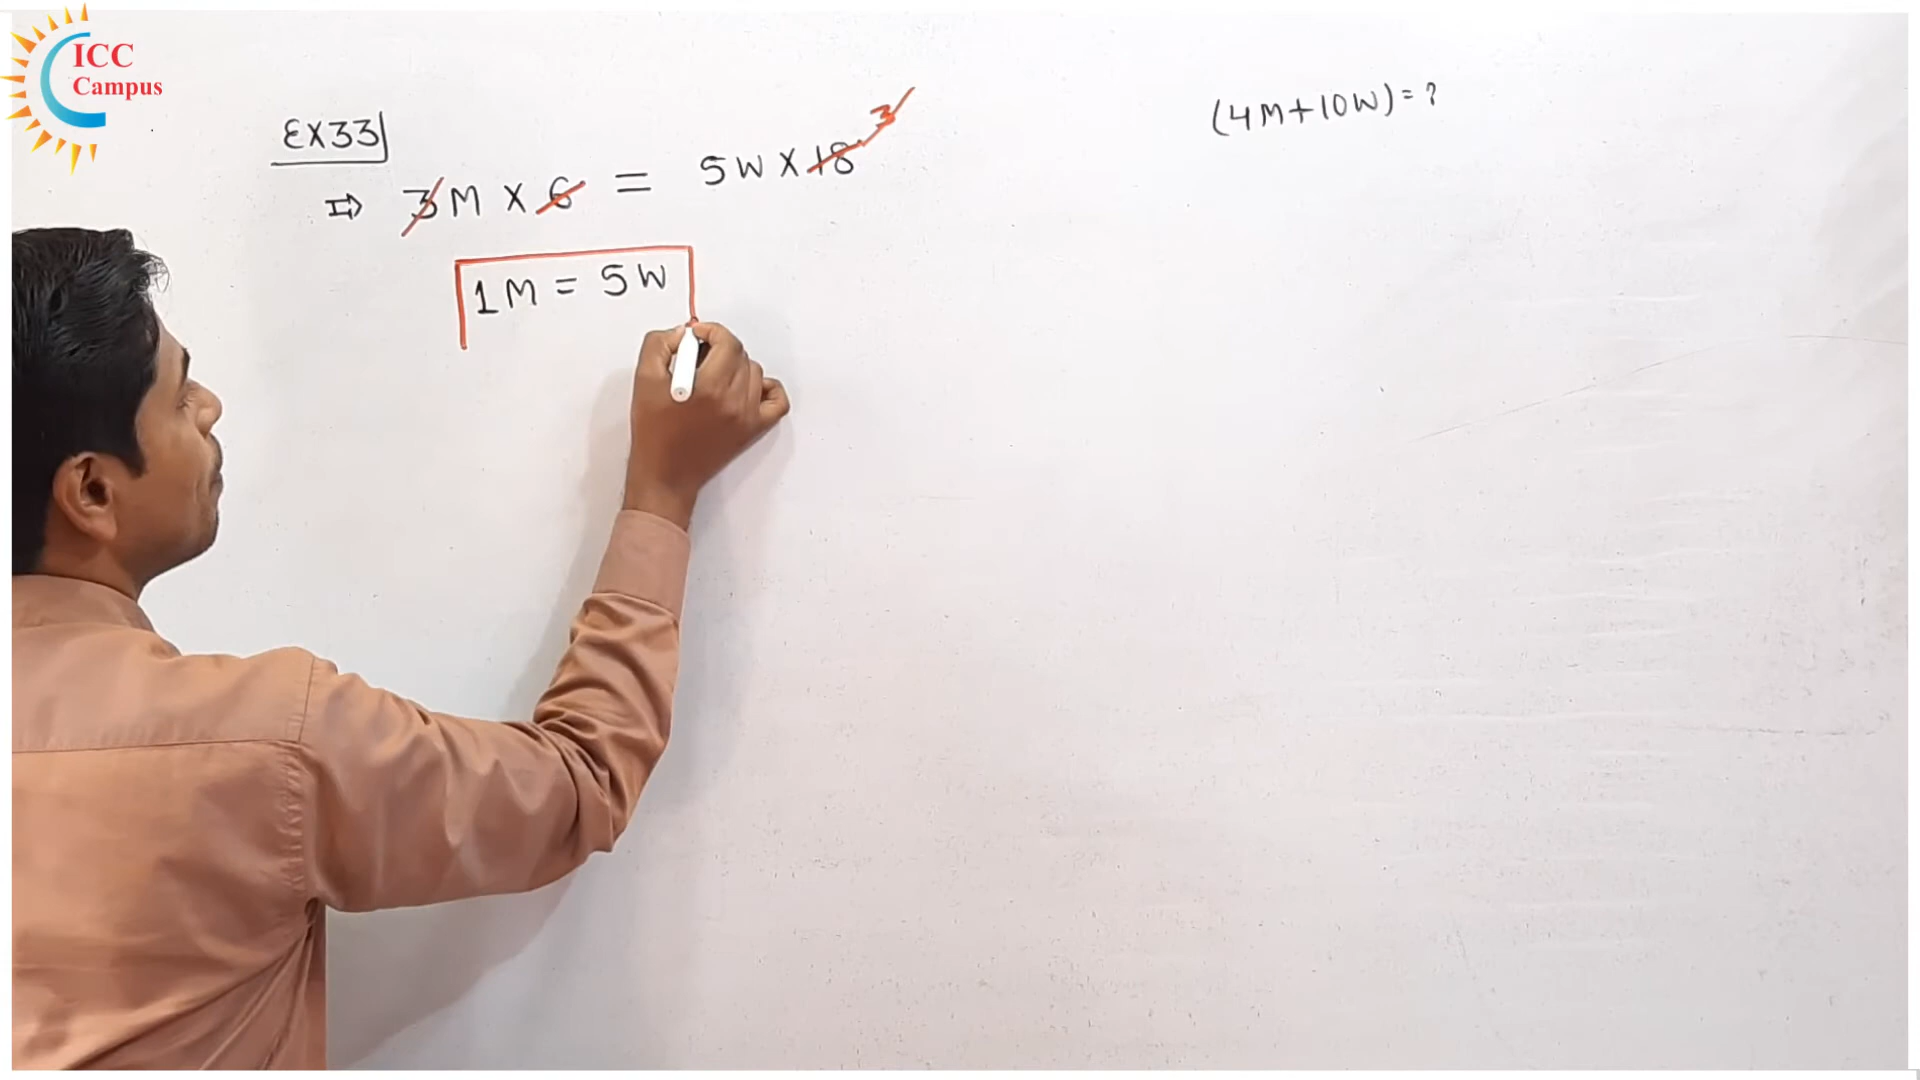 ICC
Campus
EX33
⇒ 3M × 6 = 5W × 18 3
1M = 5W
(4M+10W)=?